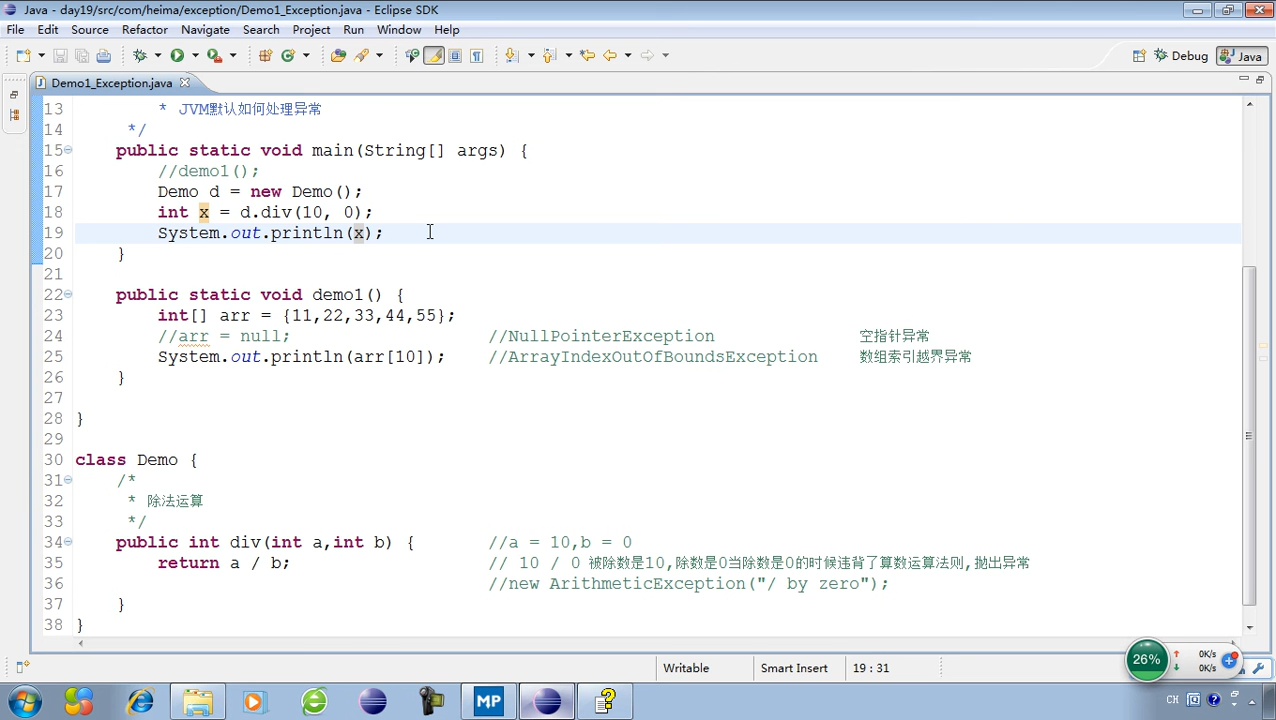 Java - day19/src/com/heima/exception/Demo1_Exception.java - Eclipse SDK
File Edit Source Refactor Navigate Search Project Run Window Help
Debug Java
Demo1_Exception.java
13 * JVM默认如何处理异常
14 */
15 public static void main(String[] args) {
16 //demo1();
17 Demo d = new Demo();
18 int x = d.div(10, 0);
19 System.out.println(x);
20 }
21
22 public static void demo1() {
23 int[] arr = {11,22,33,44,55};
24 //arr = null; //NullPointerException 空指针异常
25 System.out.println(arr[10]); //ArrayIndexOutOfBoundsException 数组索引越界异常
26 }
27
28 }
29
30 class Demo {
31 /*
32 * 除法运算
33 */
34 public int div(int a,int b) { //a = 10,b = 0
35 return a / b; // 10 / 0 被除数是10,除数是0当除数是0的时候违背了算数运算法则,抛出异常
36 //new ArithmeticException("/ by zero");
37 }
38 }
Writable Smart Insert 19 : 31
26% 0K/s
0K/s
MP CH